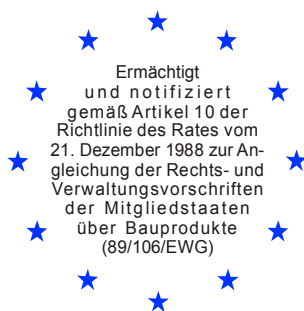 Ermächtigt
und notifiziert
gemäß Artikel 10 der
Richtlinie des Rates vom
21. Dezember 1988 zur An-
gleichung der Rechts- und
Verwaltungsvorschriften
der Mitgliedstaaten
über Bauprodukte
(89/106/EWG)